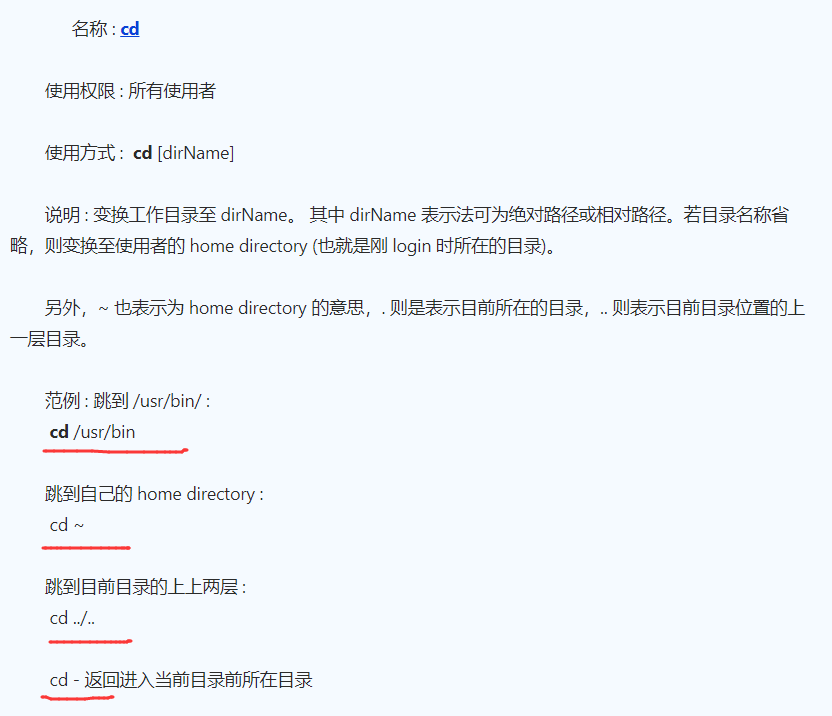 名称 : cd
使用权限 : 所有使用者
使用方式 : cd [dirName]
说明 : 变换工作目录至 dirName。 其中 dirName 表示法可为绝对路径或相对路径。若目录名称省
略，则变换至使用者的 home directory (也就是刚 login 时所在的目录)。
另外，~ 也表示为 home directory 的意思，. 则是表示目前所在的目录，.. 则表示目前目录位置的上
一层目录。
范例 : 跳到 /usr/bin/ :
cd /usr/bin
跳到自己的 home directory :
cd ~
跳到目前目录的上上两层 :
cd ../..
cd - 返回进入当前目录前所在目录